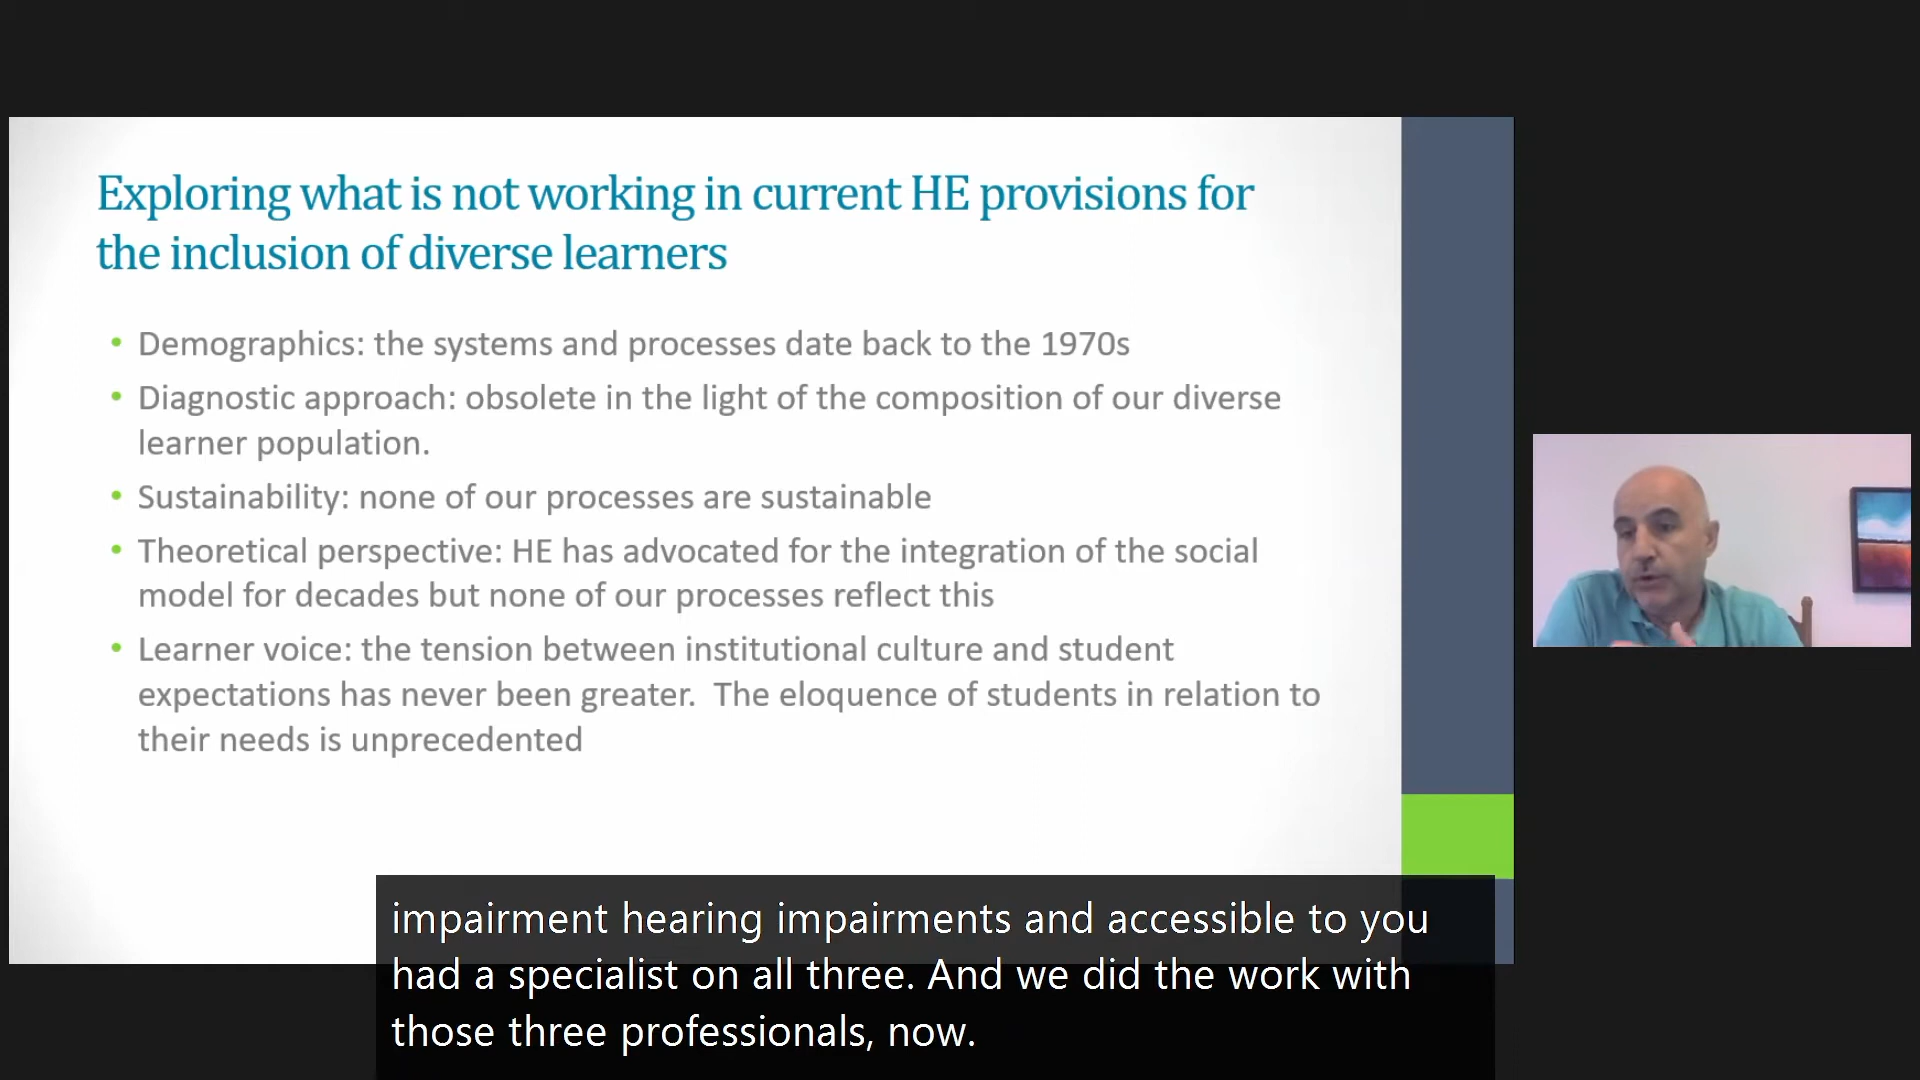 Exploring what is not working in current HE provisions for
the inclusion of diverse learners
• Demographics: the systems and processes date back to the 1970s
• Diagnostic approach: obsolete in the light of the composition of our diverse
learner population.
• Sustainability: none of our processes are sustainable
• Theoretical perspective: HE has advocated for the integration of the social
model for decades but none of our processes reflect this
• Learner voice: the tension between institutional culture and student
expectations has never been greater.  The eloquence of students in relation to
their needs is unprecedented
impairment hearing impairments and accessible to you
had a specialist on all three. And we did the work with
those three professionals, now.